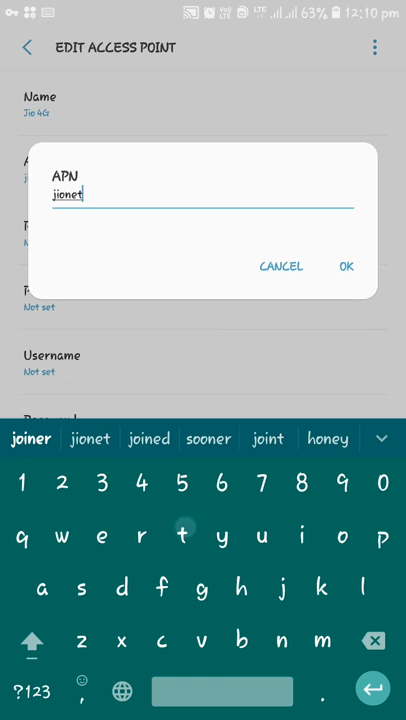 LTE 63% 12:10 pm
EDIT ACCESS POINT
Name
Jio 4G
APN
jionet
CANCEL OK
Not set
Username
Not set
joiner jionet joined sooner joint honey
1 2 3 4 5 6 7 8 9 0
q w e r t y u i o p
a s d f g h j k l
z x c v b n m
?123 , .